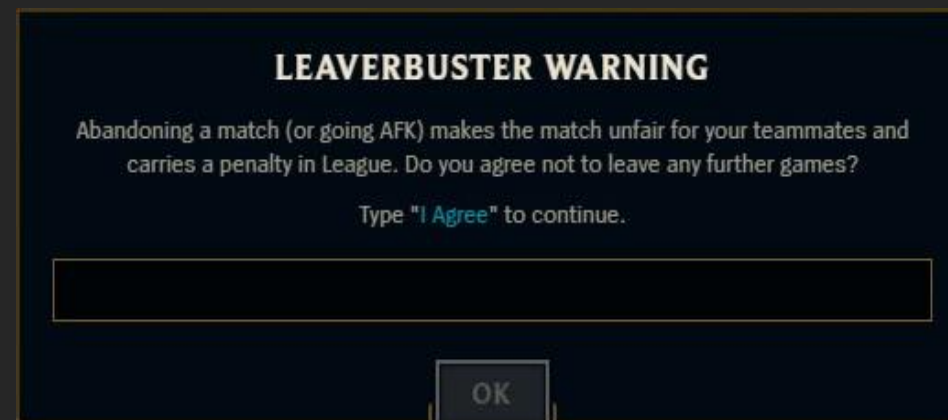 LEAVERBUSTER WARNING
Abandoning a match (or going AFK) makes the match unfair for your teammates and
carries a penalty in League. Do you agree not to leave any further games?
Type "I Agree" to continue.
OK